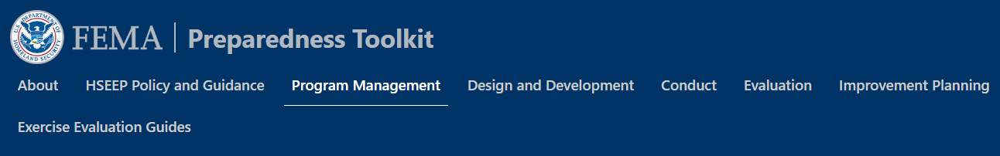 U.S. DEPARTMENT OF HOMELAND SECURITY
FEMA
Preparedness Toolkit
About HSEEP Policy and Guidance Program Management Design and Development Conduct Evaluation Improvement Planning
Exercise Evaluation Guides